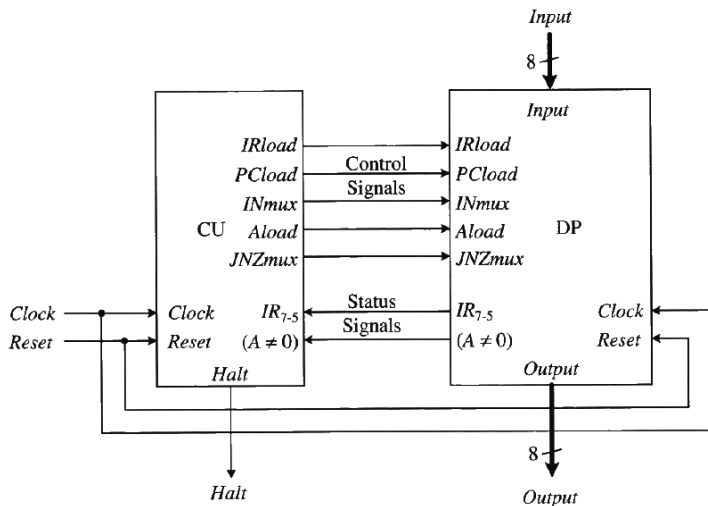 Input
8
Input
IRload
IRload
Control
PCload
PCload
Signals
INmux
INmux
CU
Aload
Aload
DP
JNZmux
JNZmux
Clock
Clock
IR7-5
Status
IR7-5
Clock
Reset
Reset
(A ≠ 0)
Signals
(A ≠ 0)
Reset
Halt
Output
8
Halt
Output